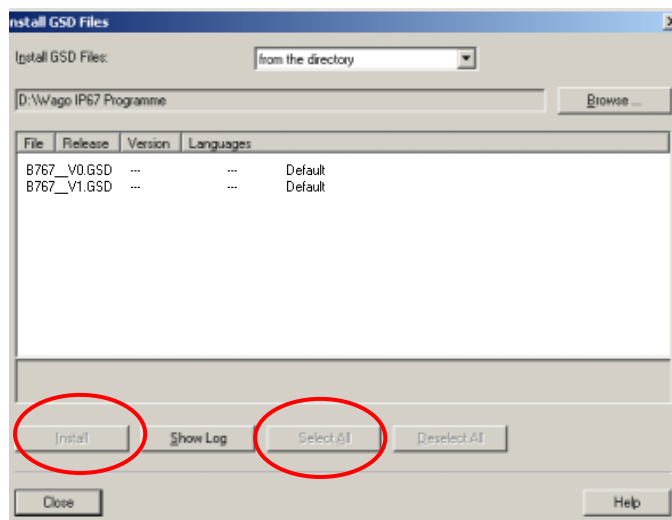 nstall GSD Files
Install GSD Files: from the directory
D:\Wago IP67 Programme Browse ...
File Release Version Languages
B767__V0.GSD --- --- Default
B767__V1.GSD --- --- Default
Install Show Log Select All Deselect All
Close Help